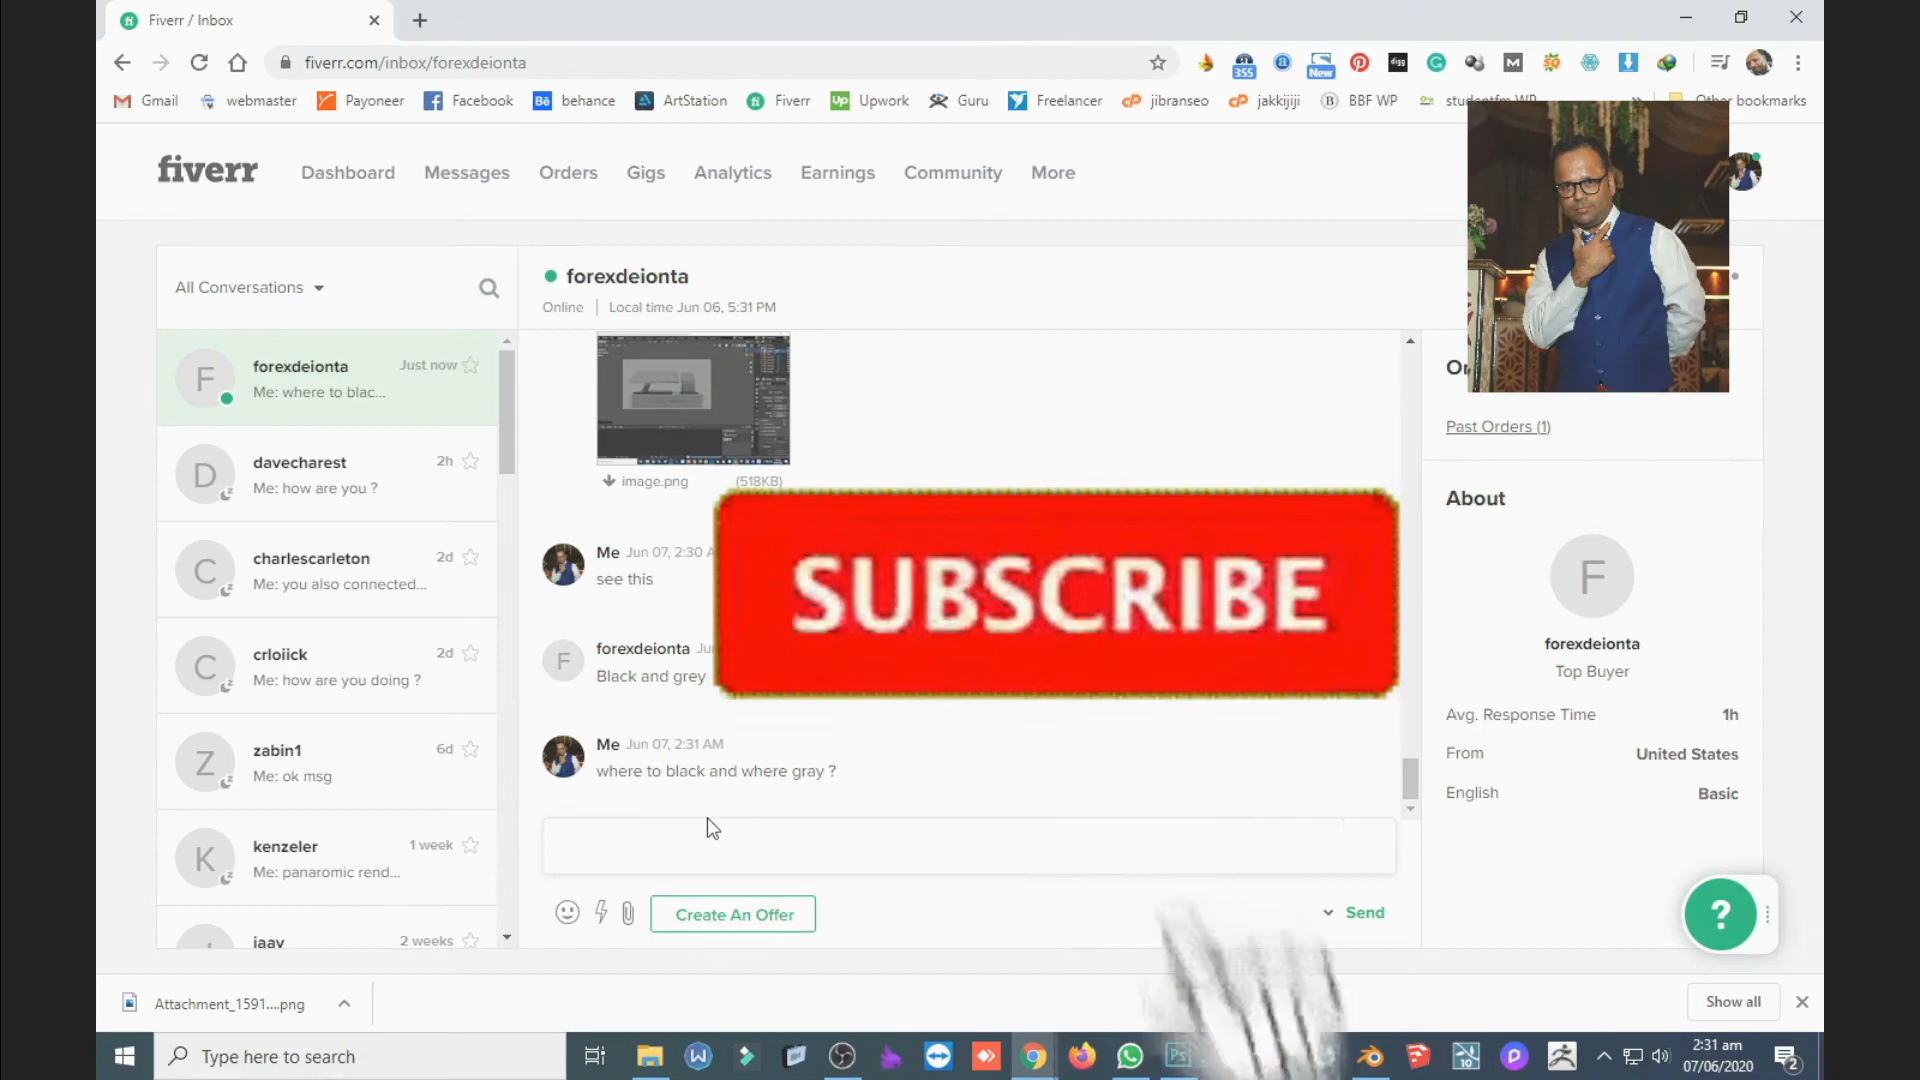 Fiverr / Inbox
fiverr.com/inbox/forexdeionta
355
New
digg
Gmail
webmaster
Payoneer
Facebook
behance
ArtStation
Fiverr
Upwork
Guru
Freelancer
jibranseo
jakkijiji
BBF WP
studentfm WP
Other bookmarks
fiverr
Dashboard
Messages
Orders
Gigs
Analytics
Earnings
Community
More
All Conversations
forexdeionta
Just now
Me: where to blac...
davecharest
2h
Me: how are you ?
charlescarleton
2d
Me: you also connected...
crloiick
2d
Me: how are you doing ?
zabin1
6d
Me: ok msg
kenzeler
1 week
Me: panaromic rend...
2 weeks
forexdeionta
Online
Local time Jun 06, 5:31 PM
image.png
(518KB)
Me Jun 07, 2:30 A
see this
forexdeionta
Black and grey
SUBSCRIBE
Me Jun 07, 2:31 AM
where to black and where gray ?
Create An Offer
Send
Past Orders (1)
About
F
forexdeionta
Top Buyer
Avg. Response Time 1h
From United States
English Basic
?
Attachment_1591....png
Show all
Type here to search
2:31 am
07/06/2020
2